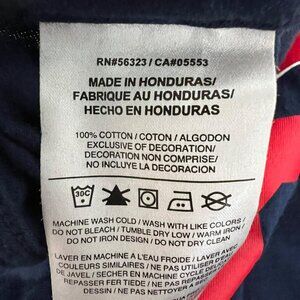 RN#56323 / CA#05553
MADE IN HONDURAS/
FABRIQUE AU HONDURAS/
HECHO EN HONDURAS
100% COTTON / COTON / ALGODON
EXCLUSIVE OF DECORATION/
DECORATION NON COMPRISE/
NO INCLUYE LA DECORACION
30C
MACHINE WASH COLD / WASH WITH LIKE COLORS /
DO NOT BLEACH / TUMBLE DRY LOW / WARM IRON /
DO NOT IRON DESIGN / DO NOT DRY CLEAN
LAVER EN MACHINE A L'EAU FROIDE / LAVER AVEC
COULEURS SIMILAIRES / NE PAS UTILISER D'EAU
DE JAVEL / SECHER EN MACHINE CYCLE DELI
REPASSER FER TIEDE / NE PAS REPASSER
DESSIN / NE PAS NETTOYER